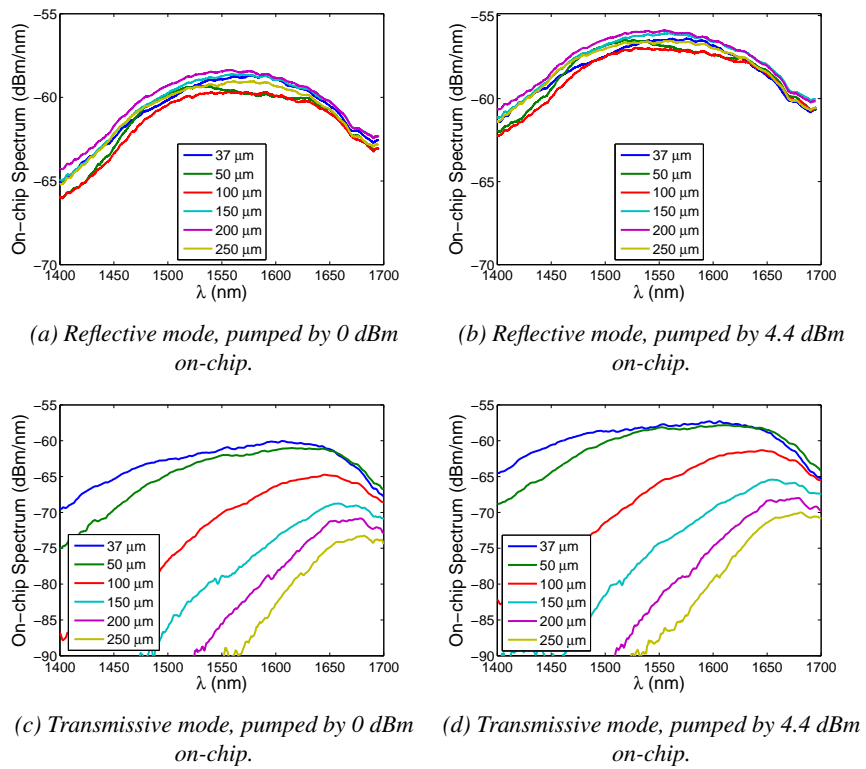 On-chip Spectrum (dBm/nm)
−55
−60
−65
−70
1400 1450 1500 1550 1600 1650 1700
λ (nm)
37 μm
50 μm
100 μm
150 μm
200 μm
250 μm
(a) Reflective mode, pumped by 0 dBm
on-chip.
On-chip Spectrum (dBm/nm)
−55
−60
−65
−70
1400 1450 1500 1550 1600 1650 1700
λ (nm)
37 μm
50 μm
100 μm
150 μm
200 μm
250 μm
(b) Reflective mode, pumped by 4.4 dBm
on-chip.
On-chip Spectrum (dBm/nm)
−55
−60
−65
−70
−75
−80
−85
−90
1400 1450 1500 1550 1600 1650 1700
λ (nm)
37 μm
50 μm
100 μm
150 μm
200 μm
250 μm
(c) Transmissive mode, pumped by 0 dBm
on-chip.
On-chip Spectrum (dBm/nm)
−55
−60
−65
−70
−75
−80
−85
−90
1400 1450 1500 1550 1600 1650 1700
λ (nm)
37 μm
50 μm
100 μm
150 μm
200 μm
250 μm
(d) Transmissive mode, pumped by 4.4 dBm
on-chip.